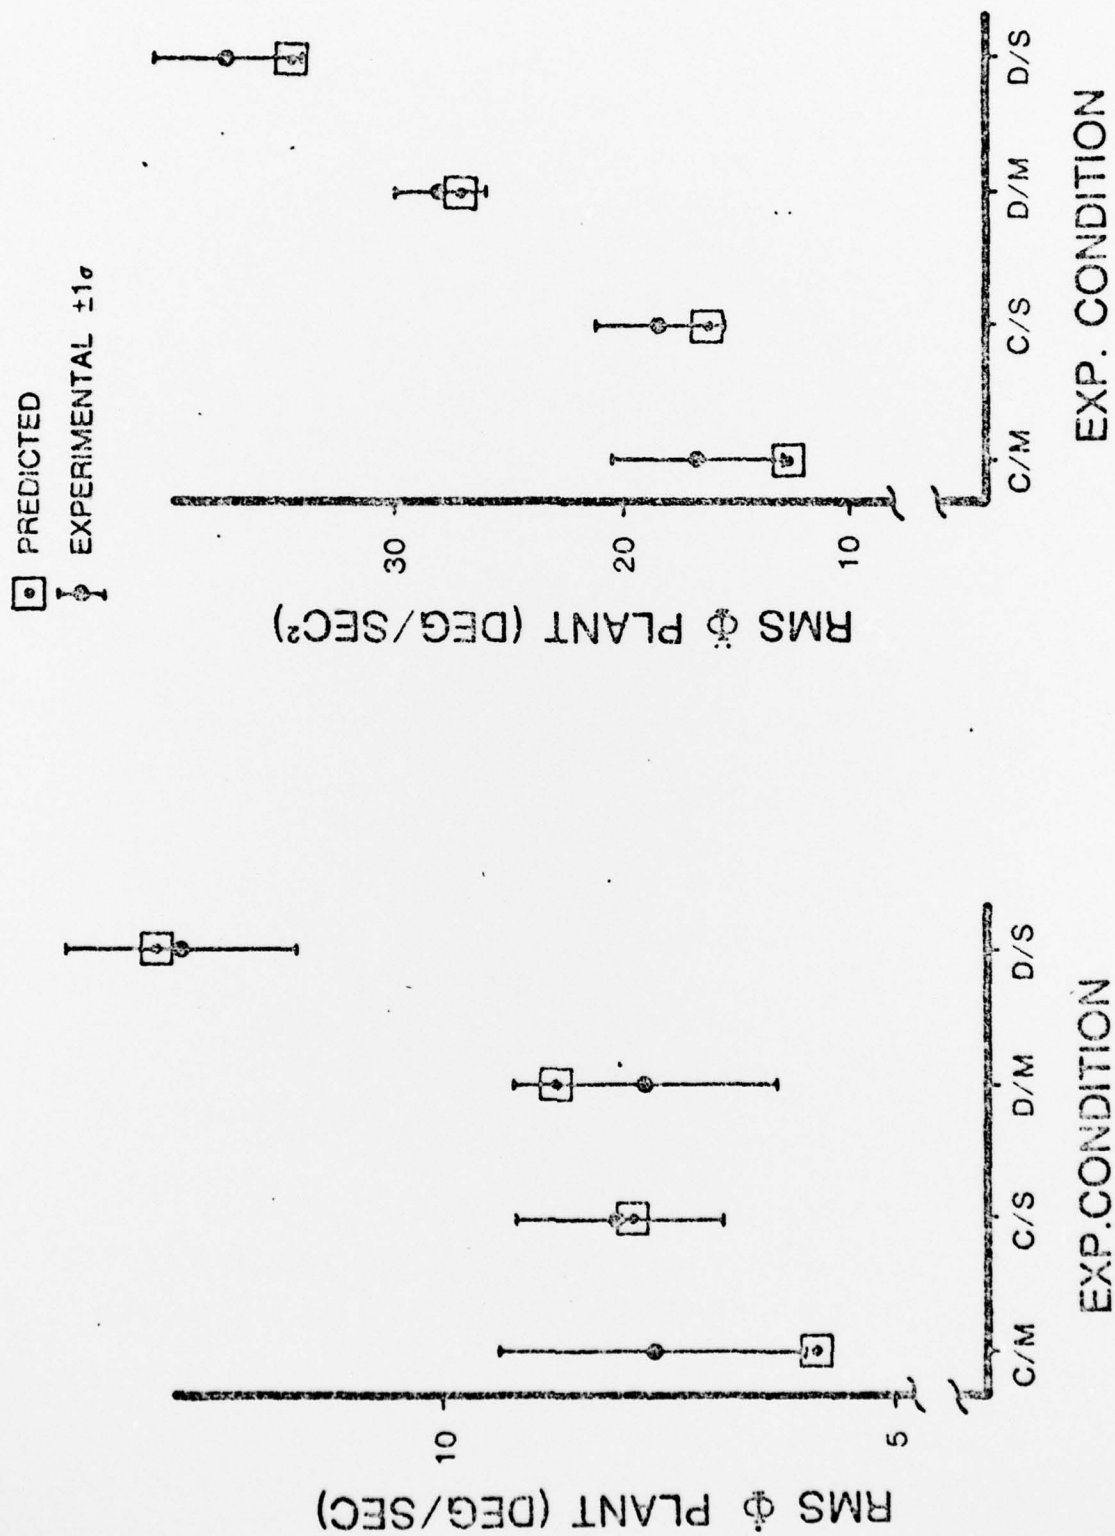 PREDICTED
EXPERIMENTAL ±1σ
RMS Φ̇ PLANT (DEG/SEC)
10
5
C/M
C/S
D/M
D/S
EXP.CONDITION
RMS Φ̈ PLANT (DEG/SEC²)
30
20
10
C/M
C/S
D/M
D/S
EXP. CONDITION